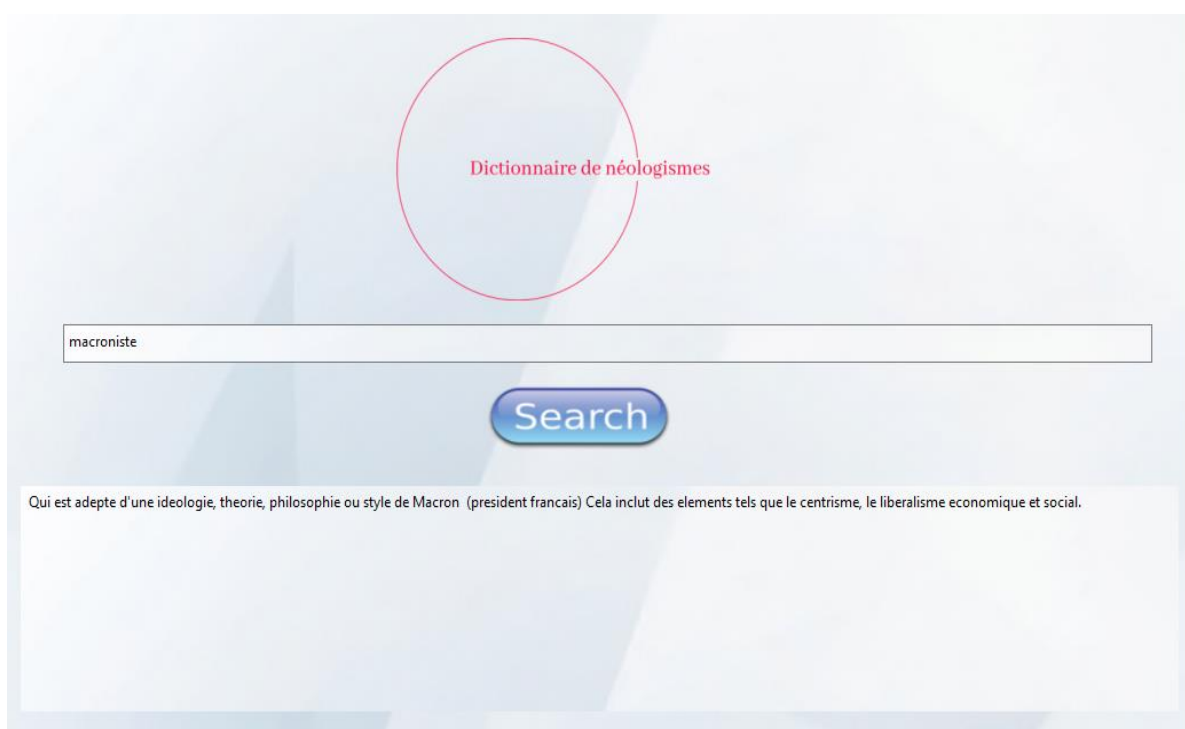 Dictionnaire de néologismes
macroniste
Search
Qui est adepte d'une ideologie, theorie, philosophie ou style de Macron  (president francais) Cela inclut des elements tels que le centrisme, le liberalisme economique et social.